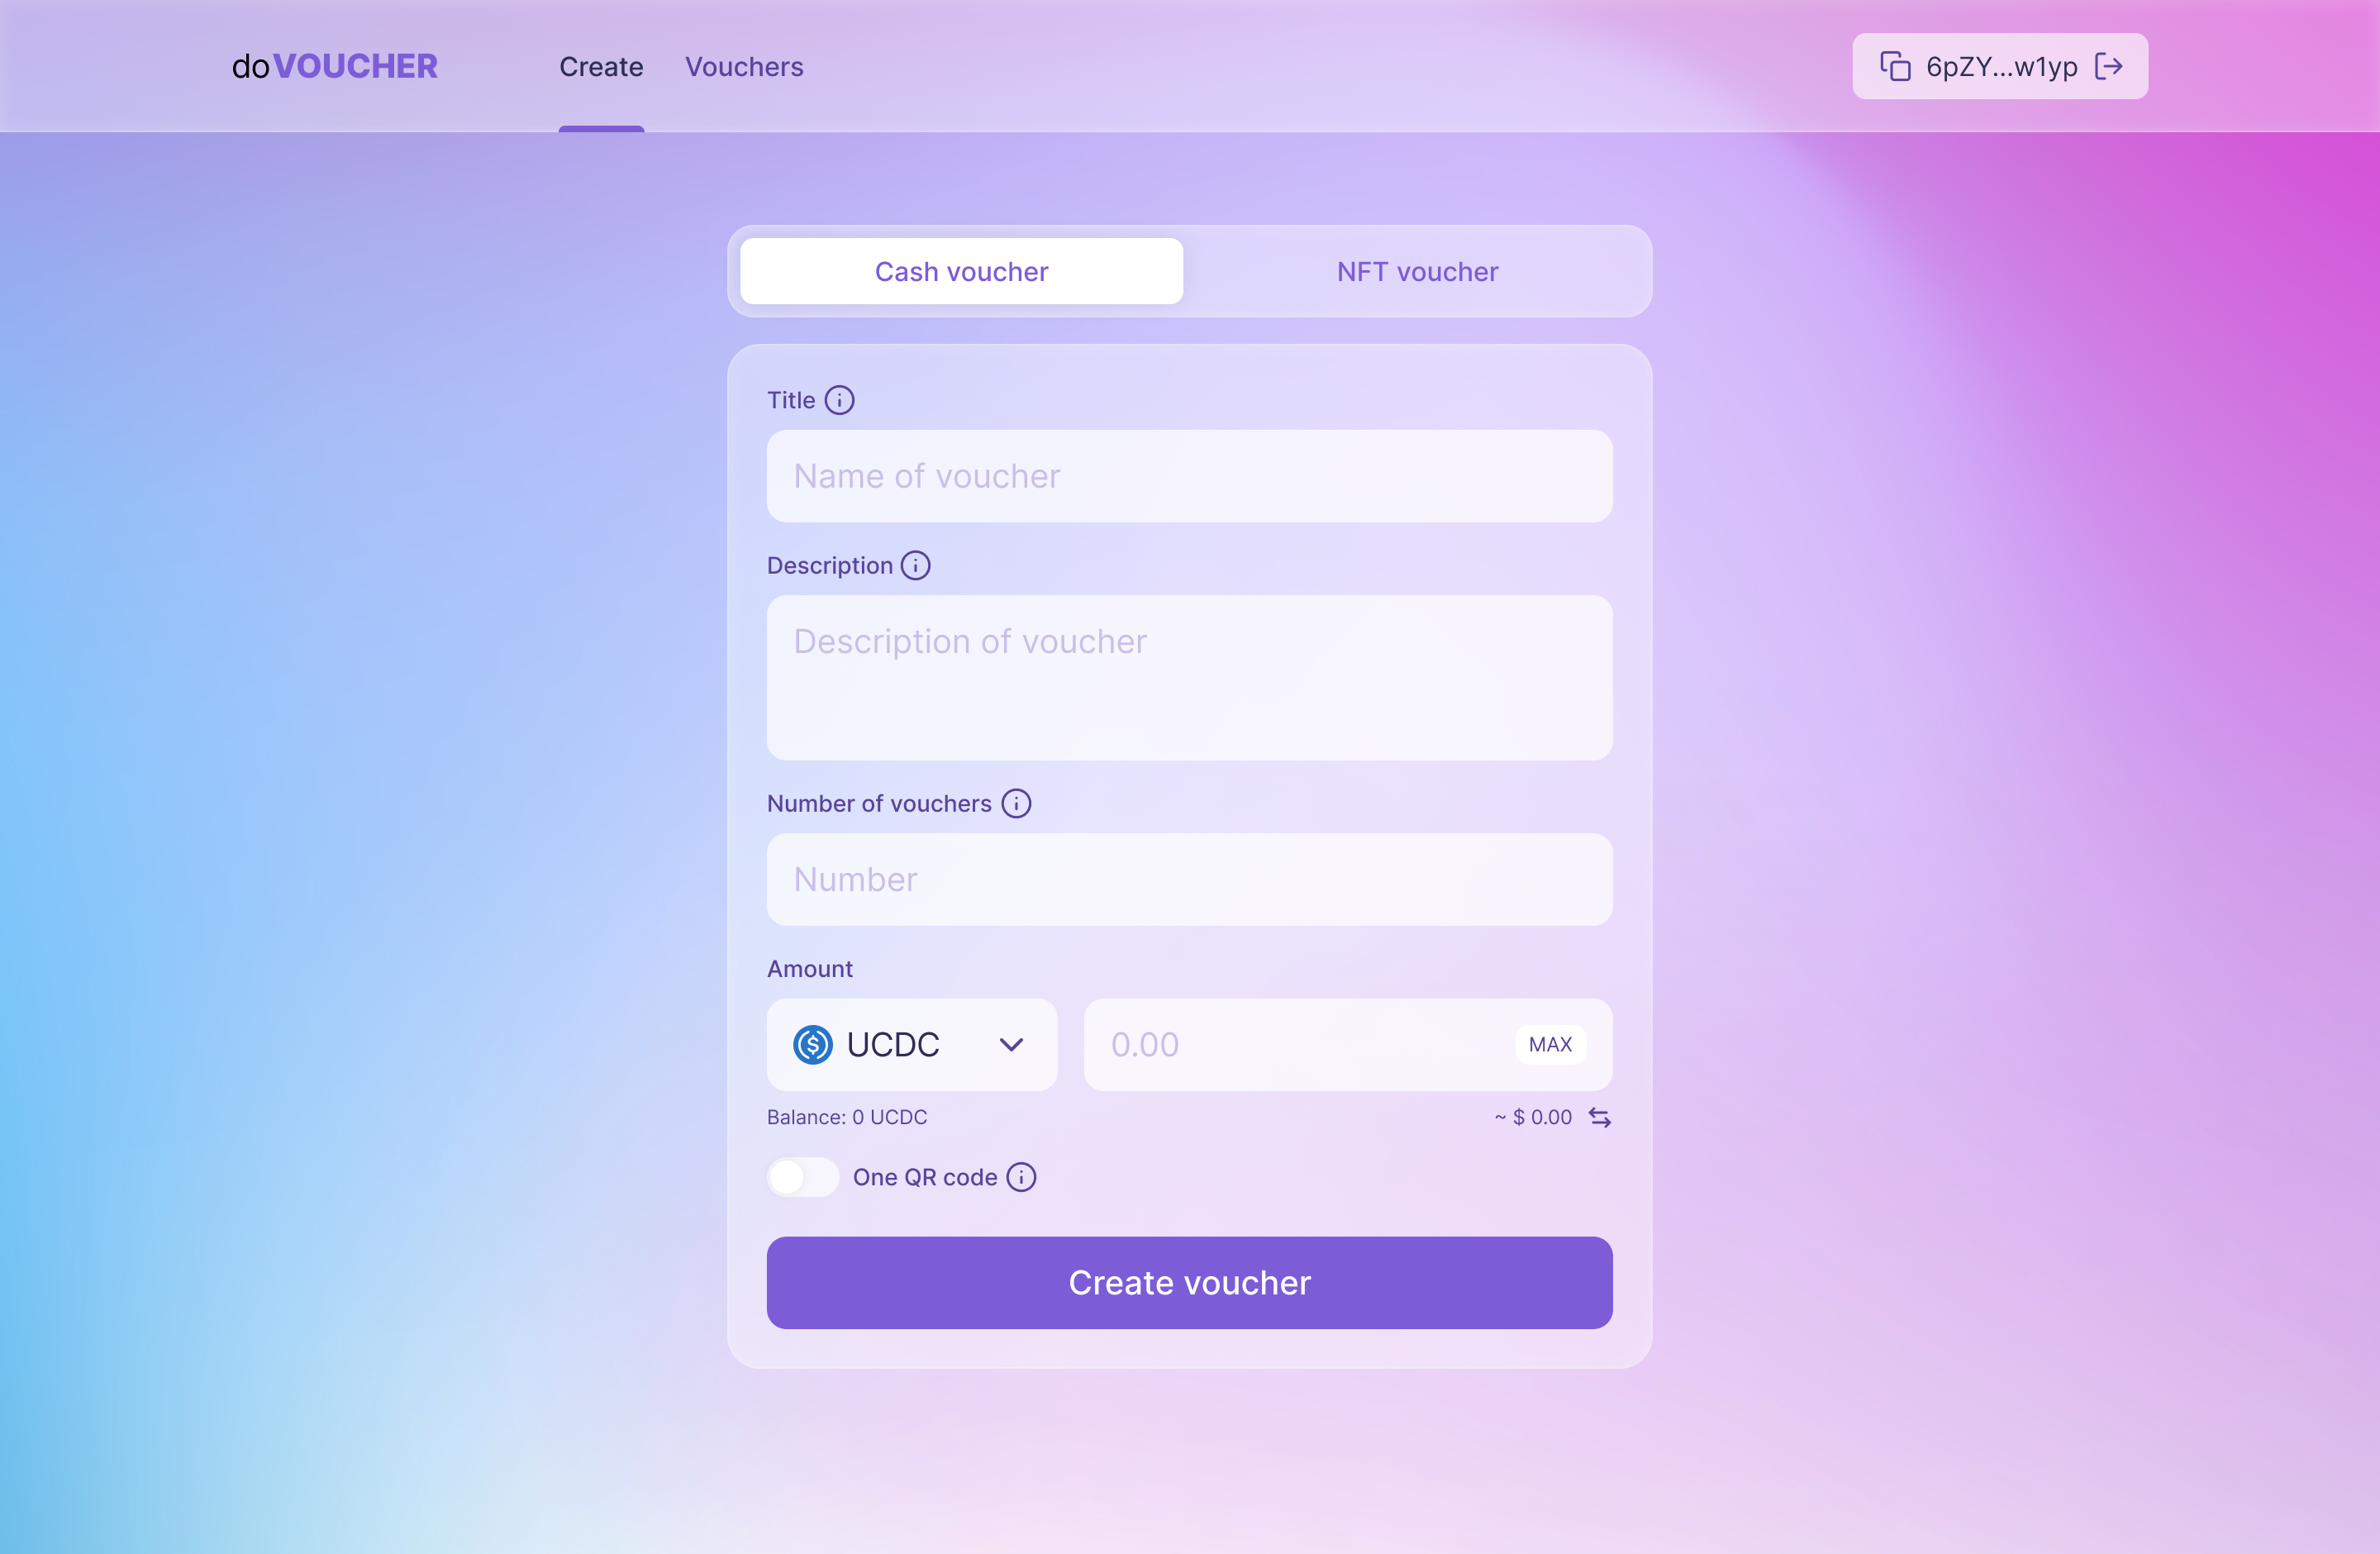 doVOUCHER Create Vouchers 6pZY...w1yp
Cash voucher NFT voucher
Title
Name of voucher
Description
Description of voucher
Number of vouchers
Number
Amount
UCDC 0.00 MAX
Balance: 0 UCDC ~ $ 0.00
One QR code
Create voucher